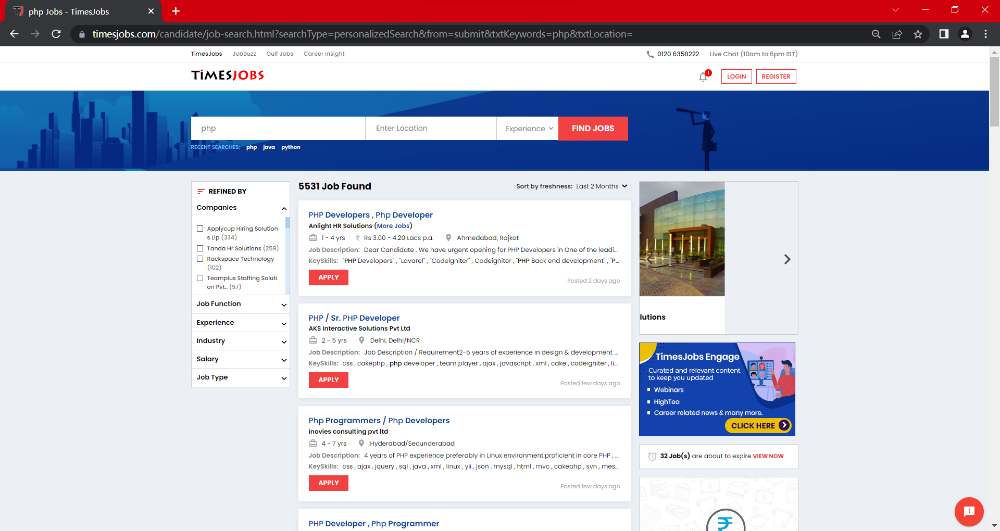 php Jobs - TimesJobs
timesjobs.com/candidate/job-search.html?searchType=personalizedSearch&from=submit&txtKeywords=php&txtLocation=
TimesJobs JobBuzz Gulf Jobs Career Insight
0120 6358222 Live Chat (10am to 6pm IST)
TiMESJOBS
1
LOGIN REGISTER
php Enter Location Experience FIND JOBS
RECENT SEARCHES: php java python
REFINED BY
Companies
Applycup Hiring Solution
s Llp (334)
Tanda Hr Solutions (259)
Rackspace Technology
(102)
Teamplus Staffing Soluti
on Pvt.. (97)
Job Function
Experience
Industry
Salary
Job Type
5531 Job Found
Sort by freshness: Last 2 Months
PHP Developers , Php Developer
Anlight HR Solutions (More Jobs)
1 - 4 yrs ₹ Rs 3.00 - 4.20 Lacs p.a. Ahmedabad, Rajkot
Job Description: Dear Candidate , We have urgent opening for PHP Developers in One of the leadi...
KeySkills: "PHP Developers" , "Lavarel" , "CodeIgniter" , Codeigniter , "PHP Back end development" , "P...
APPLY
Posted 2 days ago
PHP / Sr. PHP Developer
AKS Interactive Solutions Pvt Ltd
2 - 5 yrs Delhi, Delhi/NCR
Job Description: Job Description / Requirement2-5 years of experience in design & development ...
KeySkills: css , cakephp , php developer , team player , ajax , javascript , xml , cake , codeigniter , li...
APPLY
Posted few days ago
Php Programmers / Php Developers
inovies consulting pvt ltd
4 - 7 yrs Hyderabad/Secunderabad
Job Description: 4 years of PHP experience preferably in Linux environment.proficient in core PHP , ...
KeySkills: css , ajax , jquery , sql , java , xml , linux , yii , json , mysql , html , mvc , cakephp , svn , mes...
APPLY
Posted few days ago
PHP Developer , Php Programmer
lutions
TimesJobs Engage
Curated and relevant content
to keep you updated
Webinars
HighTea
Career related news & many more.
CLICK HERE
32 Job(s) are about to expire VIEW NOW
₹